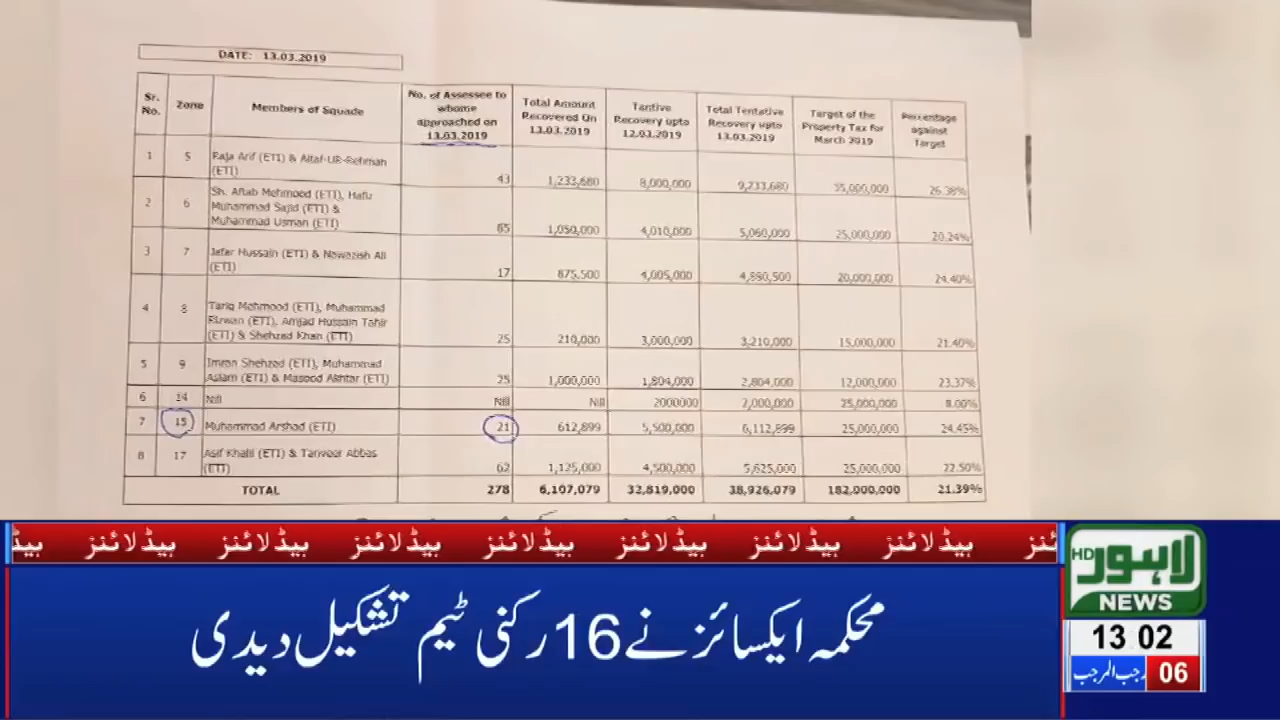 DATE: 13.03.2019
Sr. No. Zone Members of Squade No. of Assessee to whome approached on 13.03.2019 Total Amount Recovered On 13.03.2019 Tantive Recovery upto 12.03.2019 Total Tentative Recovery upto 13.03.2019 Target of the Property Tax for March 2019 Percentage against Target
1 5 Raja Arif (ETI) & Altaf-UR-Rehman (ETI) 43 1,233,680 8,000,000 9,233,680 35,000,000 26.38%
2 6 Sh. Aftab Mehmood (ETI), Hafu Muhammad Sajid (ETI) & Muhammad Usman (ETI) 85 1,050,000 4,010,000 5,060,000 25,000,000 20.24%
3 7 Jafar Hussain (ETI) & Nawazish Ali (ETI) 17 875,500 4,005,000 4,880,500 20,000,000 24.40%
4 8 Tariq Mehmood (ETI), Muhammad Rizwan (ETI), Amjad Hussain Tahir (ETI) & Shehzad Khan (ETI) 25 210,000 3,000,000 3,210,000 15,000,000 21.40%
5 9 Imran Shehzad (ETI), Muhammad Aslam (ETI) & Masood Akhtar (ETI) 25 1,000,000 1,804,000 2,804,000 12,000,000 23.37%
6 14 Nill Nill Nill 2000000 2,000,000 25,000,000 8.00%
7 15 Muhammad Arshad (ETI) 21 612,899 5,500,000 6,112,899 25,000,000 24.45%
8 17 Asif Khalil (ETI) & Tanveer Abbas (ETI) 62 1,125,000 4,500,000 5,625,000 25,000,000 22.50%
TOTAL 278 6,107,079 32,819,000 38,926,079 182,000,000 21.39%
ہیڈلائنز ہیڈلائنز ہیڈلائنز ہیڈلائنز ہیڈلائنز ہیڈلائنز ہیڈلائنز
محکمہ ایکسائز نے 16 رکنی ٹیم تشکیل دیدی
لاہور HD
NEWS
13 02
06 رجب المرجب